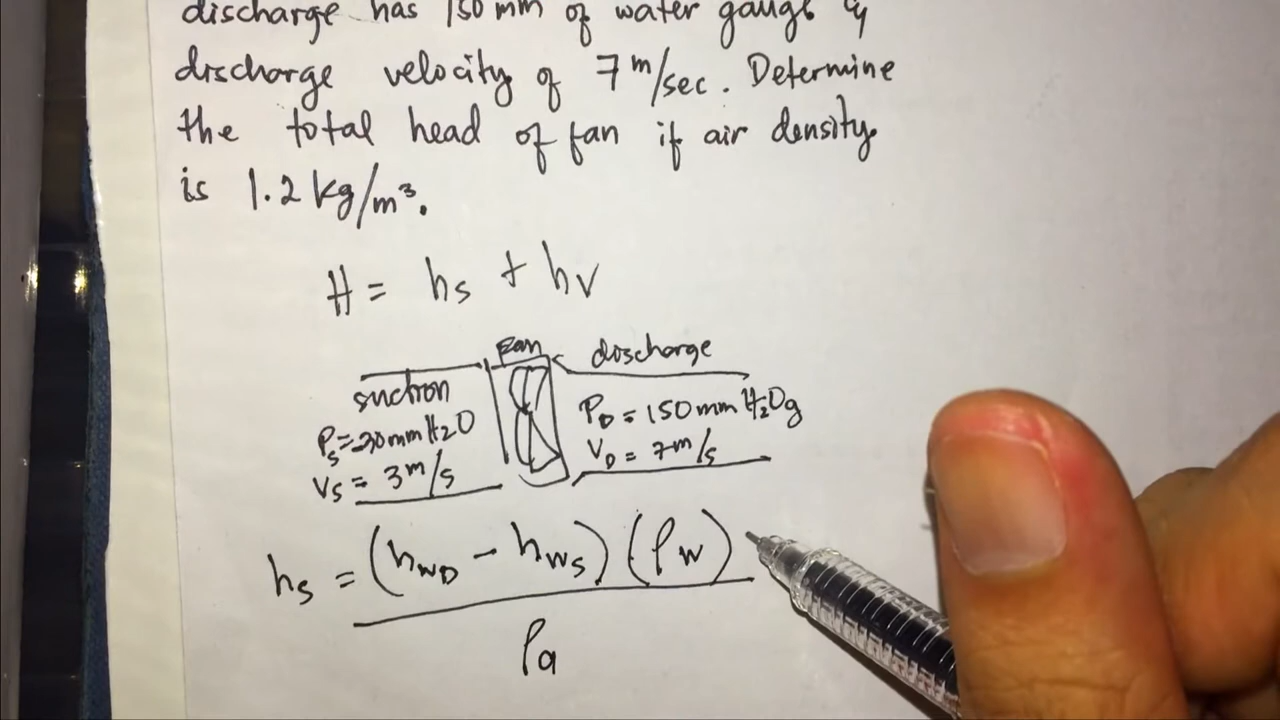 discharge has 150 mm of water gauge &
discharge velocity of 7 m/sec. Determine
the total head of fan if air density
is 1.2 kg/m³.
H = hs + hv
Fan
discharge
suction
Ps = 30mm H2O
Vs = 3 m/s
PD = 150 mm H2Og
VD = 7 m/s
hs = (hWD - hWS)(ρw)
ρa